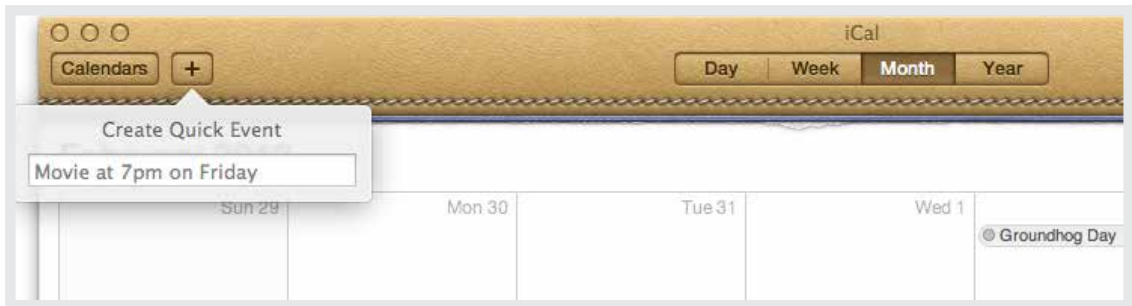 iCal
Calendars + Day Week Month Year
Create Quick Event
Movie at 7pm on Friday
Sun 29 Mon 30 Tue 31 Wed 1
Groundhog Day